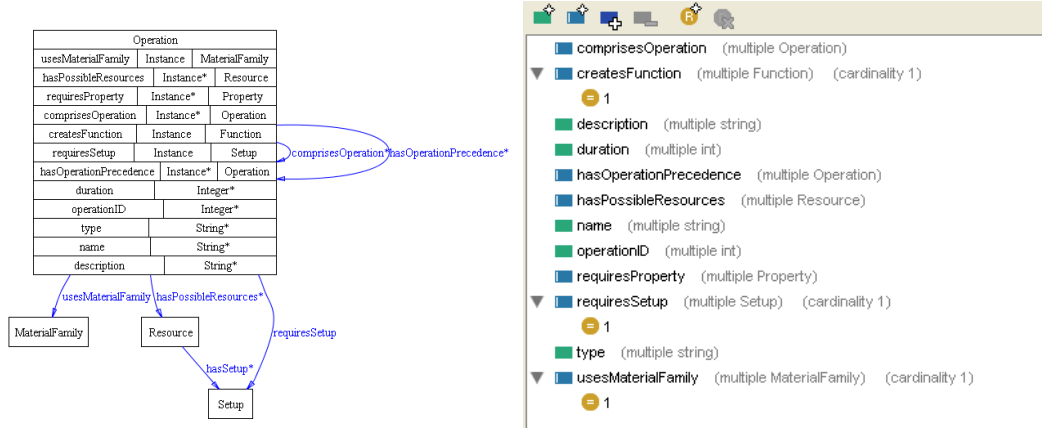 Operation
usesMaterialFamily Instance MaterialFamily
hasPossibleResources Instance* Resource
requiresProperty Instance* Property
comprisesOperation Instance* Operation
createsFunction Instance Function
requiresSetup Instance Setup
hasOperationPrecedence Instance* Operation
duration Integer*
operationID Integer*
type String*
name String*
description String*
comprisesOperation* hasOperationPrecedence*
usesMaterialFamily hasPossibleResources*
requiresSetup
MaterialFamily Resource
hasSetup*
Setup
R
comprisesOperation (multiple Operation)
createsFunction (multiple Function) (cardinality 1)
= 1
description (multiple string)
duration (multiple int)
hasOperationPrecedence (multiple Operation)
hasPossibleResources (multiple Resource)
name (multiple string)
operationID (multiple int)
requiresProperty (multiple Property)
requiresSetup (multiple Setup) (cardinality 1)
= 1
type (multiple string)
usesMaterialFamily (multiple MaterialFamily) (cardinality 1)
= 1